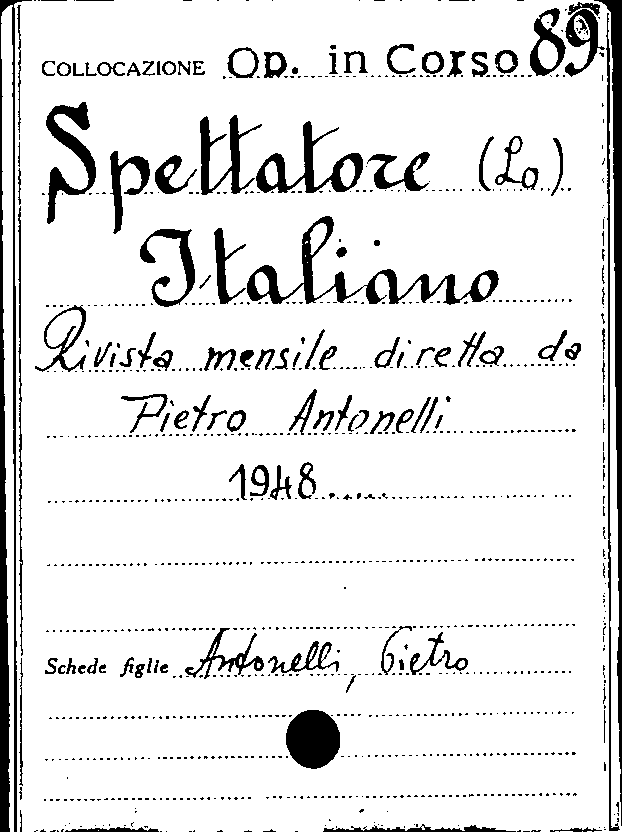 COLLOCAZIONE Op. in Corso 89
Spettatore (Lo)
Italiano
Rivista mensile diretta da
Pietro Antonelli
1948......
Schede figlie Antonelli, Pietro